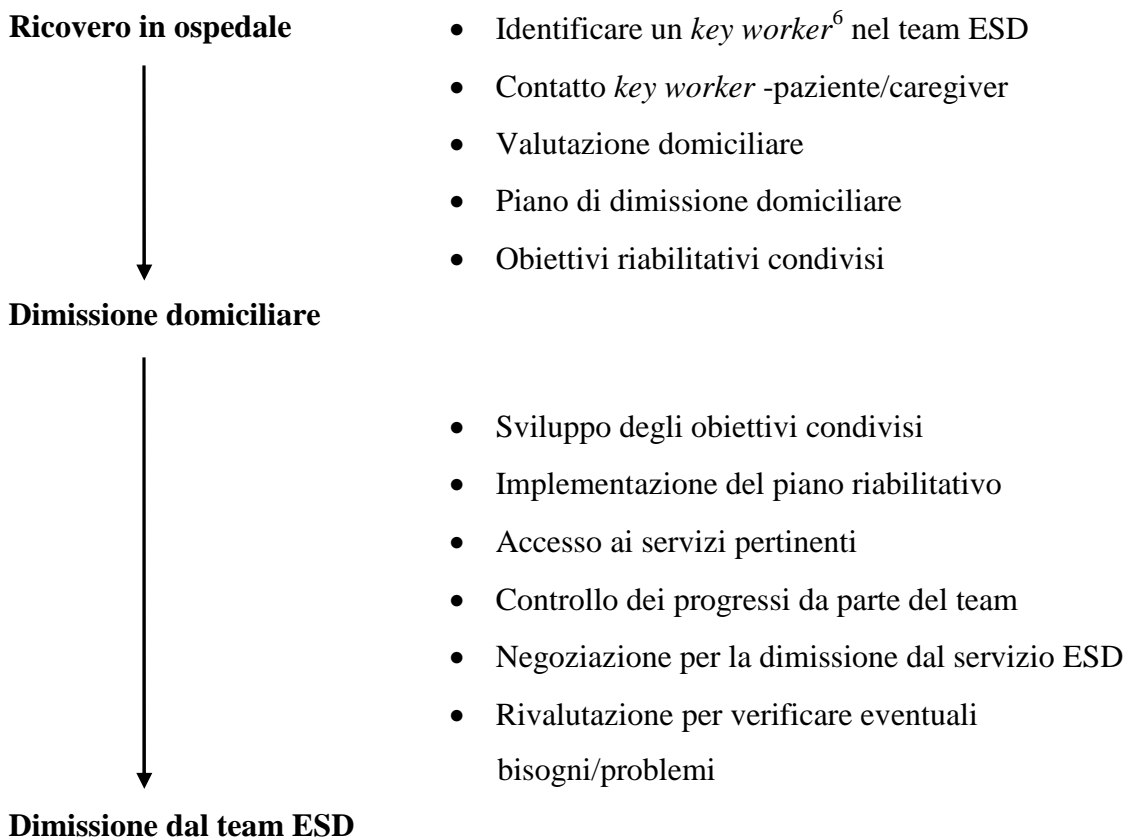 Ricovero in ospedale
• Identificare un key worker6 nel team ESD
• Contatto key worker -paziente/caregiver
• Valutazione domiciliare
• Piano di dimissione domiciliare
• Obiettivi riabilitativi condivisi
Dimissione domiciliare
• Sviluppo degli obiettivi condivisi
• Implementazione del piano riabilitativo
• Accesso ai servizi pertinenti
• Controllo dei progressi da parte del team
• Negoziazione per la dimissione dal servizio ESD
• Rivalutazione per verificare eventuali
bisogni/problemi
Dimissione dal team ESD